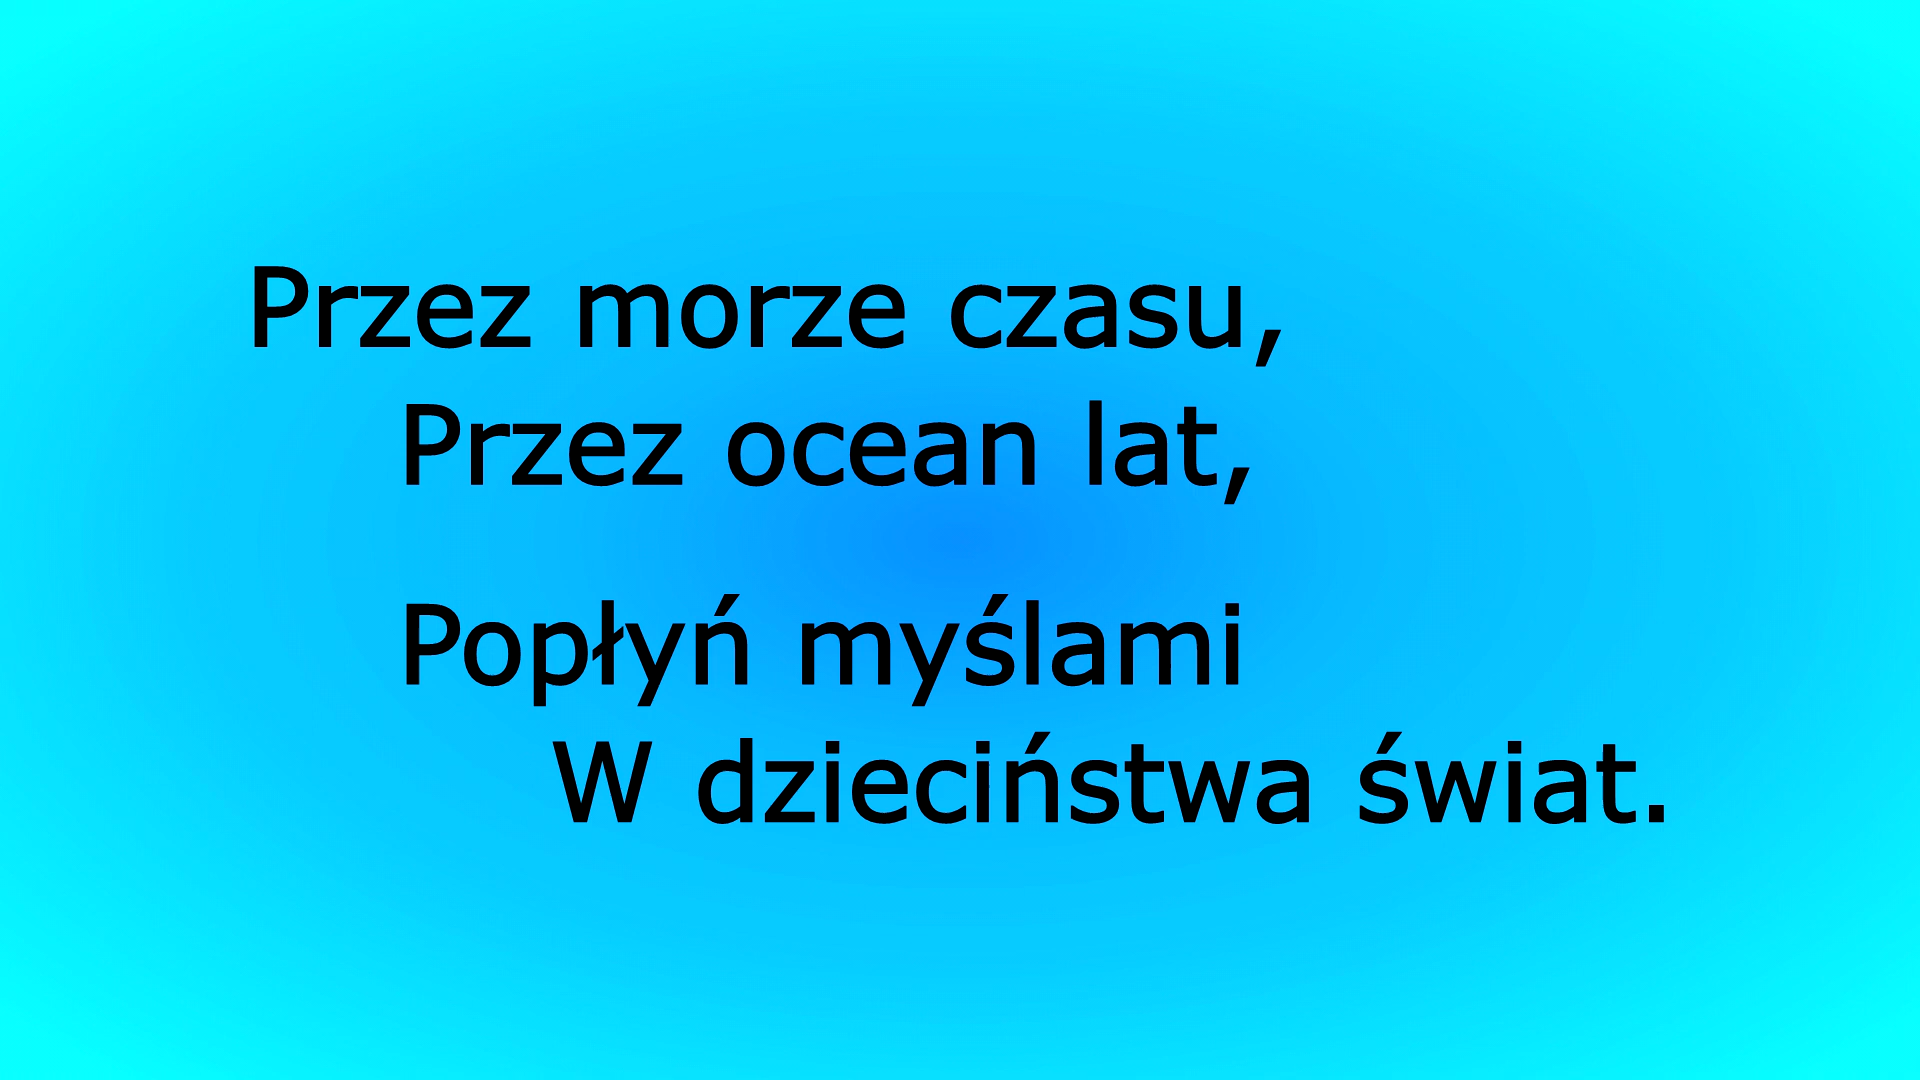 Przez morze czasu,
Przez ocean lat,
Popłyń myślami
W dzieciństwa świat.